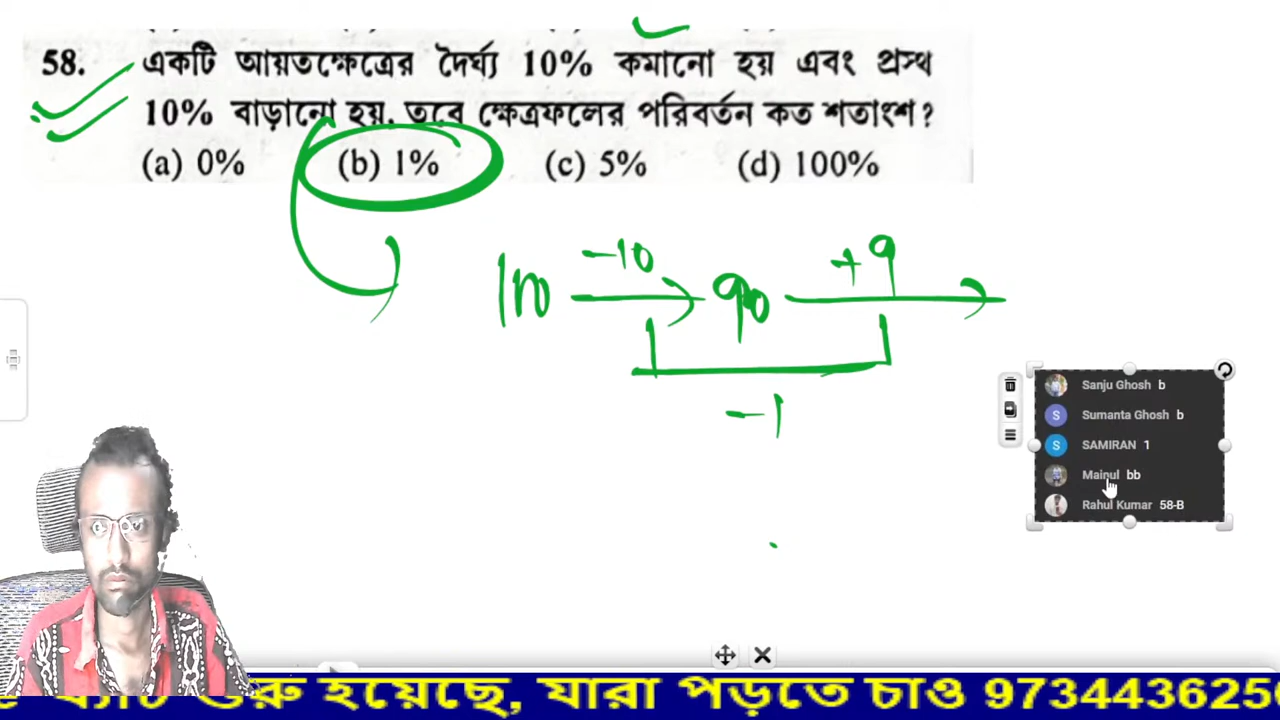 58. একটি আয়তক্ষেত্রের দৈর্ঘ্য 10% কমানো হয় এবং প্রস্থ
10% বাড়ানো হয়. তবে ক্ষেত্রফলের পরিবর্তন কত শতাংশ?
(a) 0% (b) 1% (c) 5% (d) 100%
100 -10 90 +9
-1
Sanju Ghosh b
S Sumanta Ghosh b
S SAMIRAN 1
Mainul bb
Rahul Kumar 58-B
শুরু হয়েছে, যারা পড়তে চাও 973443625